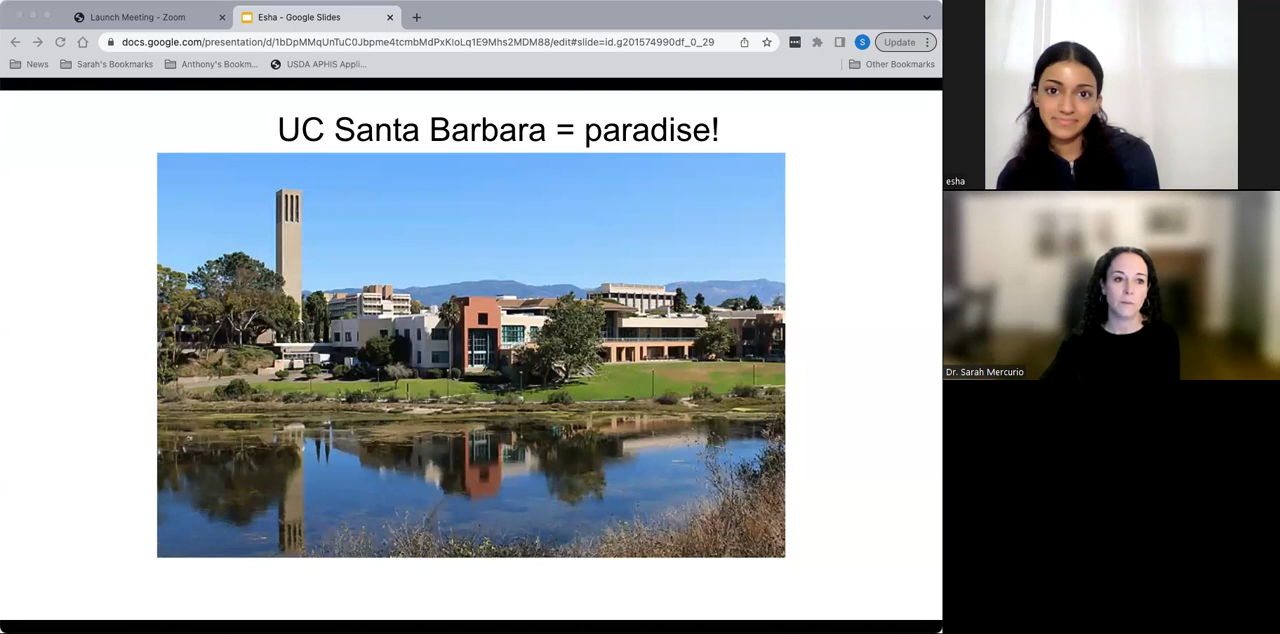 Launch Meeting - Zoom
Esha - Google Slides
docs.google.com/presentation/d/1bDpMMqUnTuC0Jbpme4tcmbMdPxKloLq1E9Mhs2MDM88/edit#slide=id.g201574990df_0_29
S
Update
News
Sarah's Bookmarks
Anthony's Bookm...
USDA APHIS Appli...
Other Bookmarks
UC Santa Barbara = paradise!
esha
Dr. Sarah Mercurio